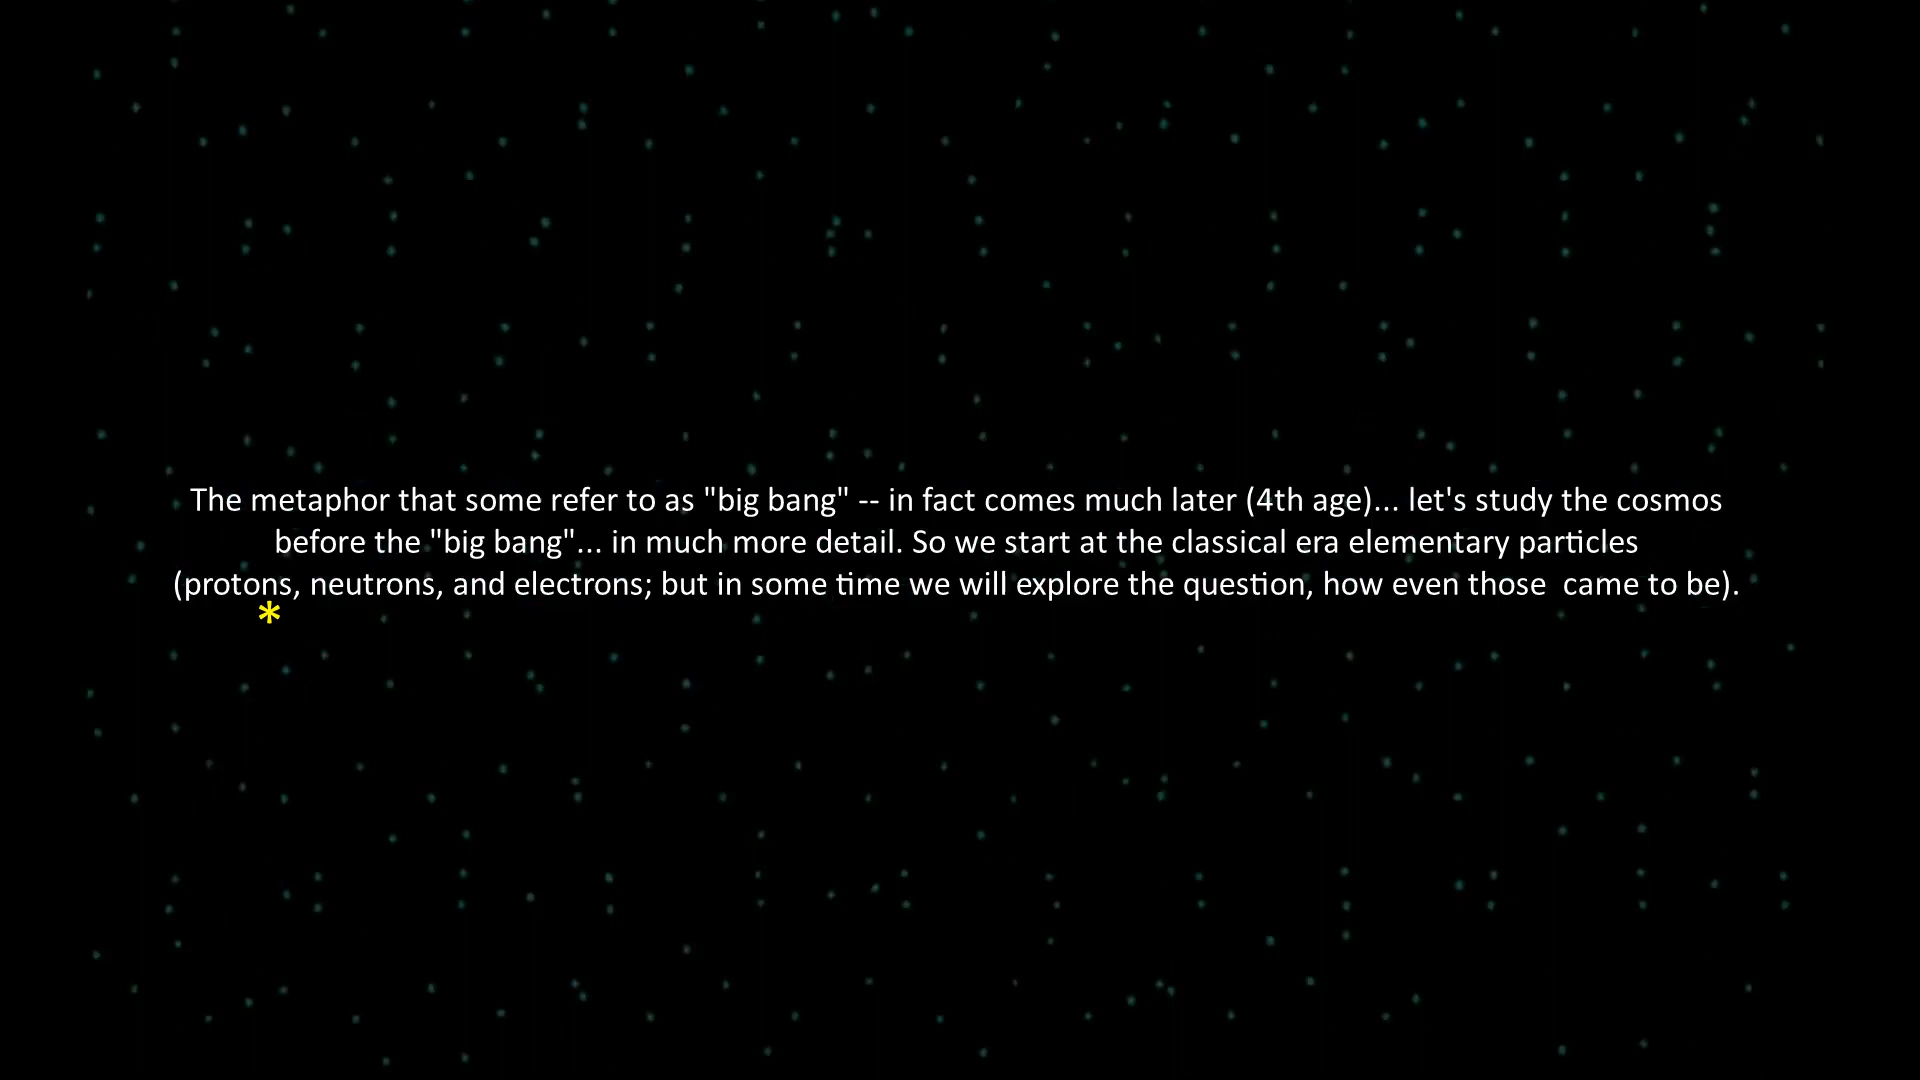 The metaphor that some refer to as "big bang" -- in fact comes much later (4th age)... let's study the cosmos
before the "big bang"... in much more detail. So we start at the classical era elementary particles
(protons, neutrons, and electrons; but in some time we will explore the question, how even those  came to be).
*